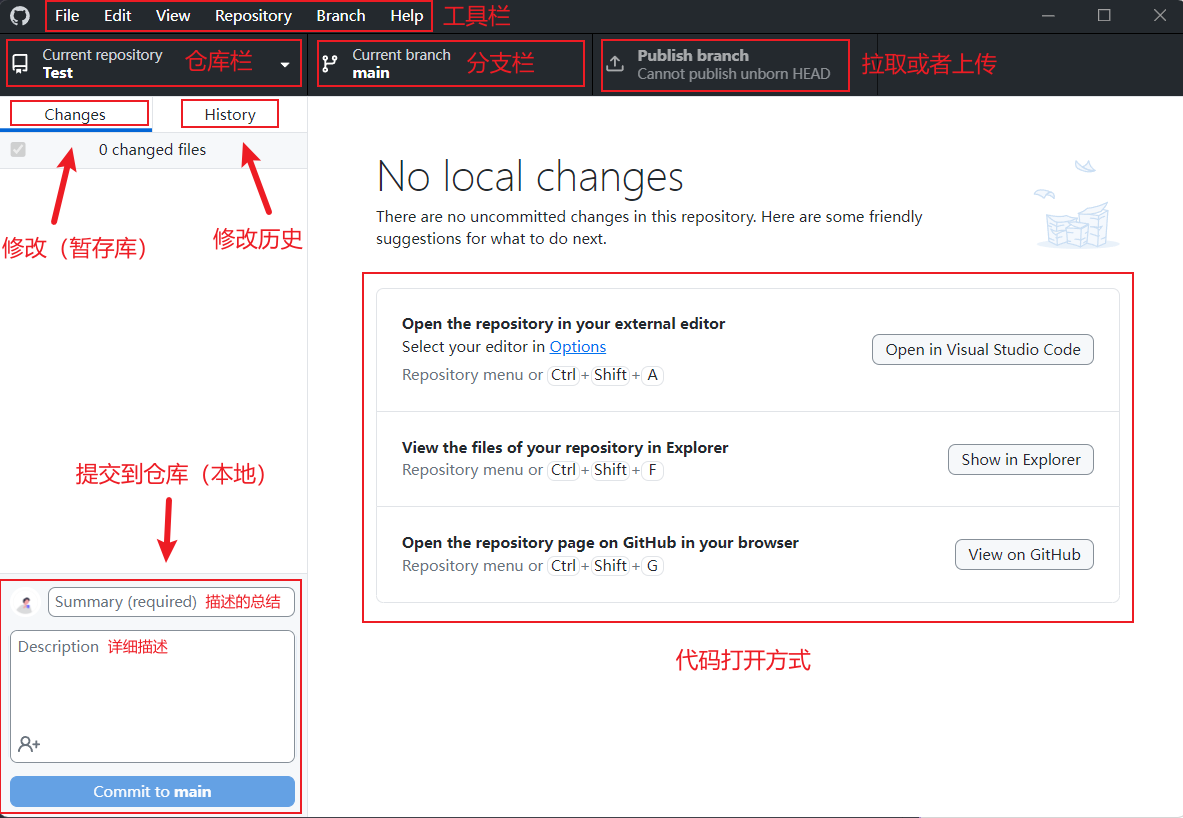 File Edit View Repository Branch Help 工具栏
Current repository
Test
仓库栏
Current branch
main
分支栏
Publish branch
Cannot publish unborn HEAD
拉取或者上传
Changes
History
0 changed files
修改（暂存库）
修改历史
No local changes
There are no uncommitted changes in this repository. Here are some friendly
suggestions for what to do next.
Open the repository in your external editor
Select your editor in Options
Repository menu or Ctrl + Shift + A
Open in Visual Studio Code
View the files of your repository in Explorer
Repository menu or Ctrl + Shift + F
Show in Explorer
Open the repository page on GitHub in your browser
Repository menu or Ctrl + Shift + G
View on GitHub
代码打开方式
提交到仓库（本地）
Summary (required) 描述的总结
Description 详细描述
Commit to main